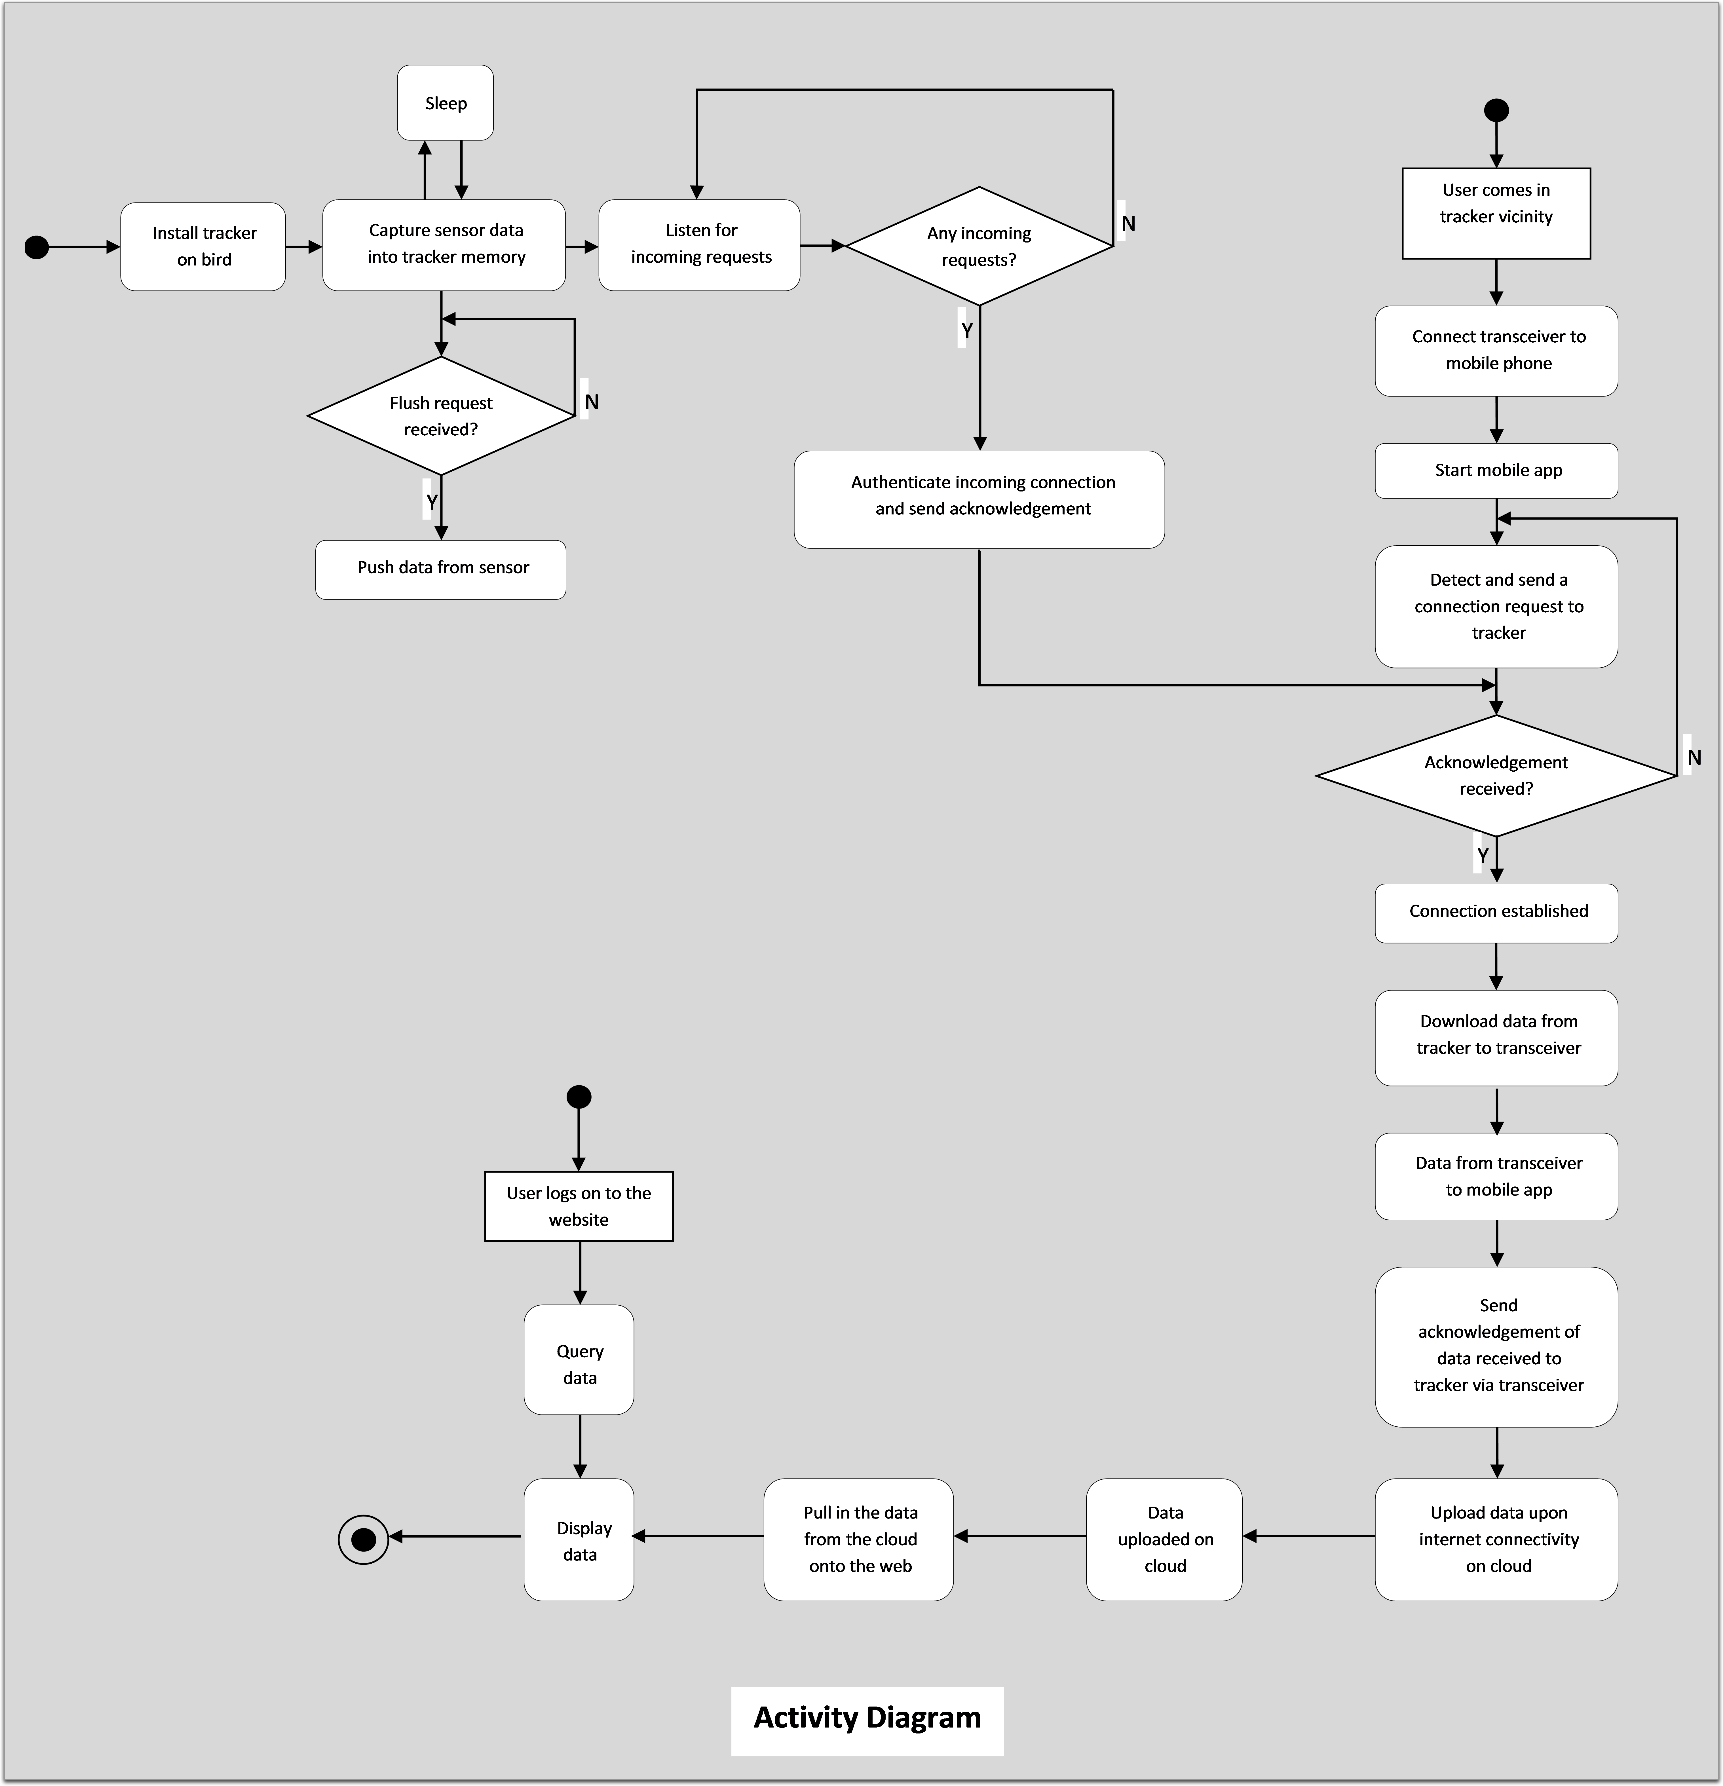 Sleep
Install tracker
on bird
Capture sensor data
into tracker memory
Listen for
incoming requests
Any incoming
requests?
N
Y
Flush request
received?
N
Y
Push data from sensor
Authenticate incoming connection
and send acknowledgement
User comes in
tracker vicinity
Connect transceiver to
mobile phone
Start mobile app
Detect and send a
connection request to
tracker
Acknowledgement
received?
N
Y
Connection established
Download data from
tracker to transceiver
Data from transceiver
to mobile app
Send
acknowledgement of
data received to
tracker via transceiver
Upload data upon
internet connectivity
on cloud
Data
uploaded on
cloud
Pull in the data
from the cloud
onto the web
User logs on to the
website
Query
data
Display
data
Activity Diagram